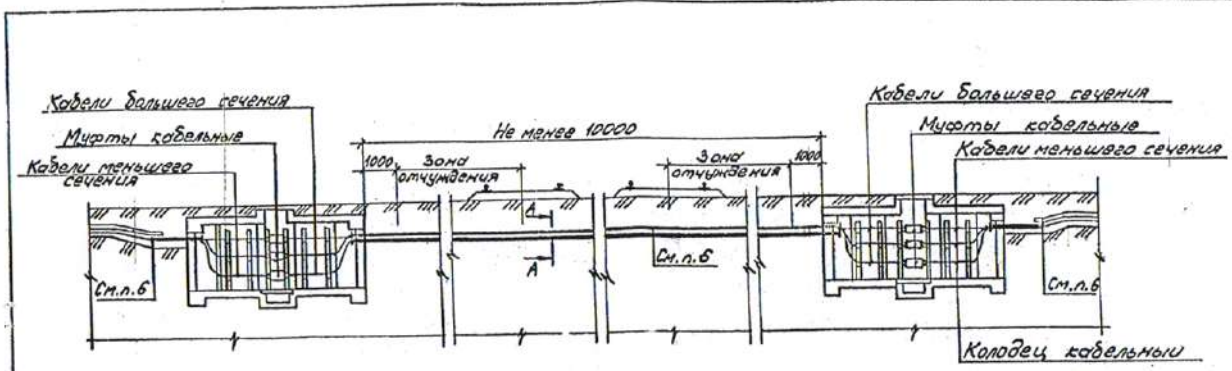 Кабели большего сечения
Муфты кабельные
Кабели меньшего
сечения
Не менее 10000
1000
Зона
отчуждения
Зона
отчуждения
1000
Кабели большего сечения
Муфты кабельные
Кабели меньшего сечения
А
А
См.п.6
См.п.6
См.п.6
Колодец кабельный